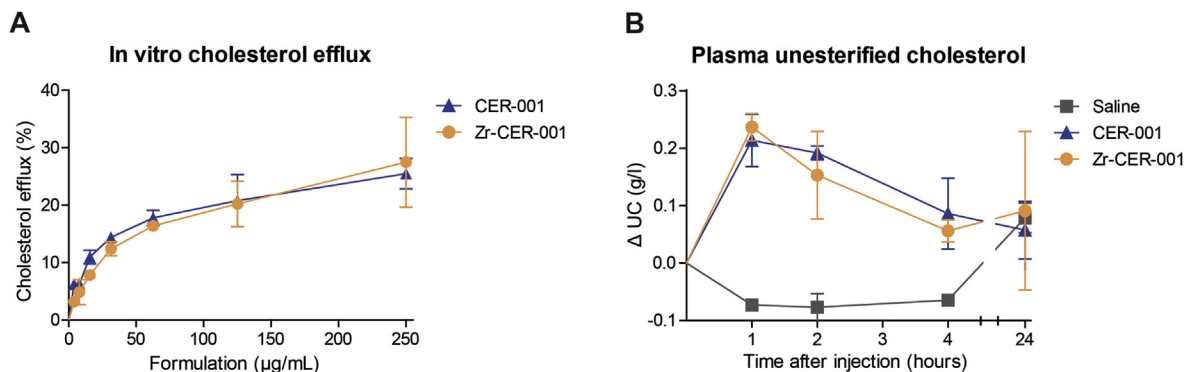 A
In vitro cholesterol efflux
Cholesterol efflux (%)
40
30
20
10
0
0 50 100 150 200 250
Formulation (µg/mL)
CER-001
Zr-CER-001
B
Plasma unesterified cholesterol
Δ UC (g/l)
0.3
0.2
0.1
0.0
-0.1
1 2 3 4 24
Time after injection (hours)
Saline
CER-001
Zr-CER-001